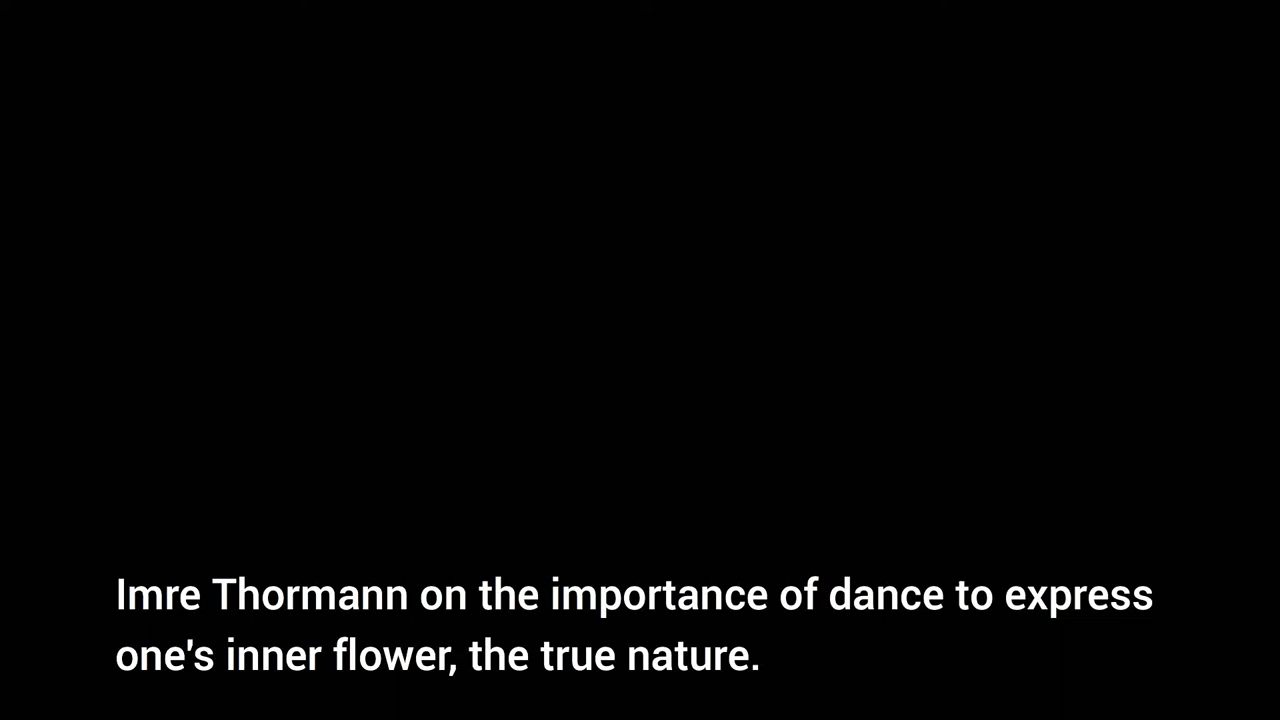 Imre Thormann on the importance of dance to express
one's inner flower, the true nature.